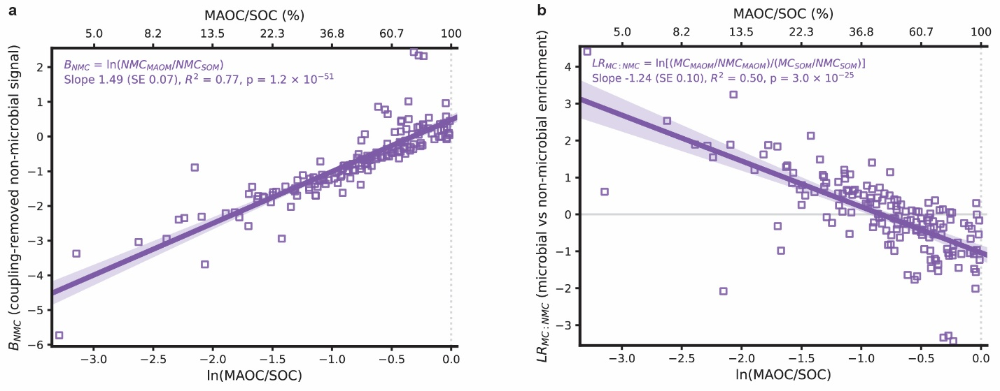 a
MAOC/SOC (%)
5.0 8.2 13.5 22.3 36.8 60.7 100
B_NMC = ln(NMC_MAOM/NMC_SOM)
Slope 1.49 (SE 0.07), R² = 0.77, p = 1.2 × 10⁻⁵¹
B_NMC (coupling-removed non-microbial signal)
2
1
0
−1
−2
−3
−4
−5
−6
−3.0 −2.5 −2.0 −1.5 −1.0 −0.5 0.0
ln(MAOC/SOC)
b
MAOC/SOC (%)
5.0 8.2 13.5 22.3 36.8 60.7 100
LR_MC:NMC = ln[(MC_MAOM/NMC_MAOM)/(MC_SOM/NMC_SOM)]
Slope -1.24 (SE 0.10), R² = 0.50, p = 3.0 × 10⁻²⁵
LR_MC:NMC (microbial vs non-microbial enrichment)
4
3
2
1
0
−1
−2
−3
−3.0 −2.5 −2.0 −1.5 −1.0 −0.5 0.0
ln(MAOC/SOC)